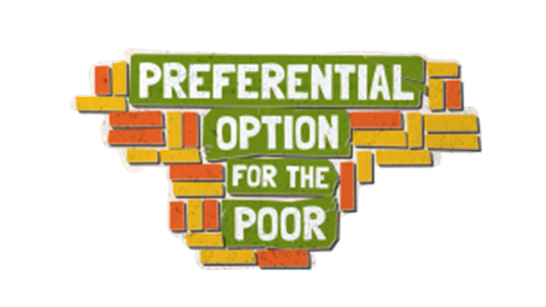 PREFERENTIAL
OPTION
FOR THE
POOR